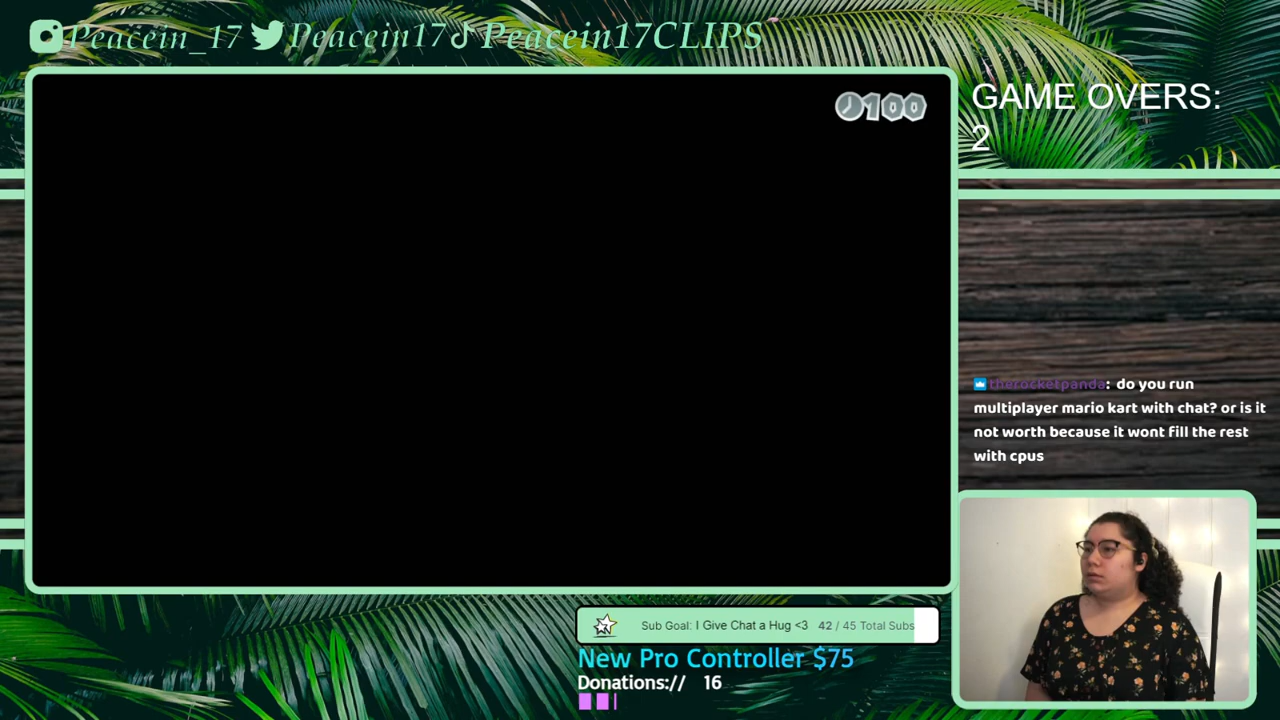 Peacein_17 Peacein17 Peacein17CLIPS
100
GAME OVERS:
2
therocketpanda: do you run
multiplayer mario kart with chat? or is it
not worth because it wont fill the rest
with cpus
Sub Goal: I Give Chat a Hug <3 42 / 45 Total Subs
New Pro Controller $75
Donations:// 16